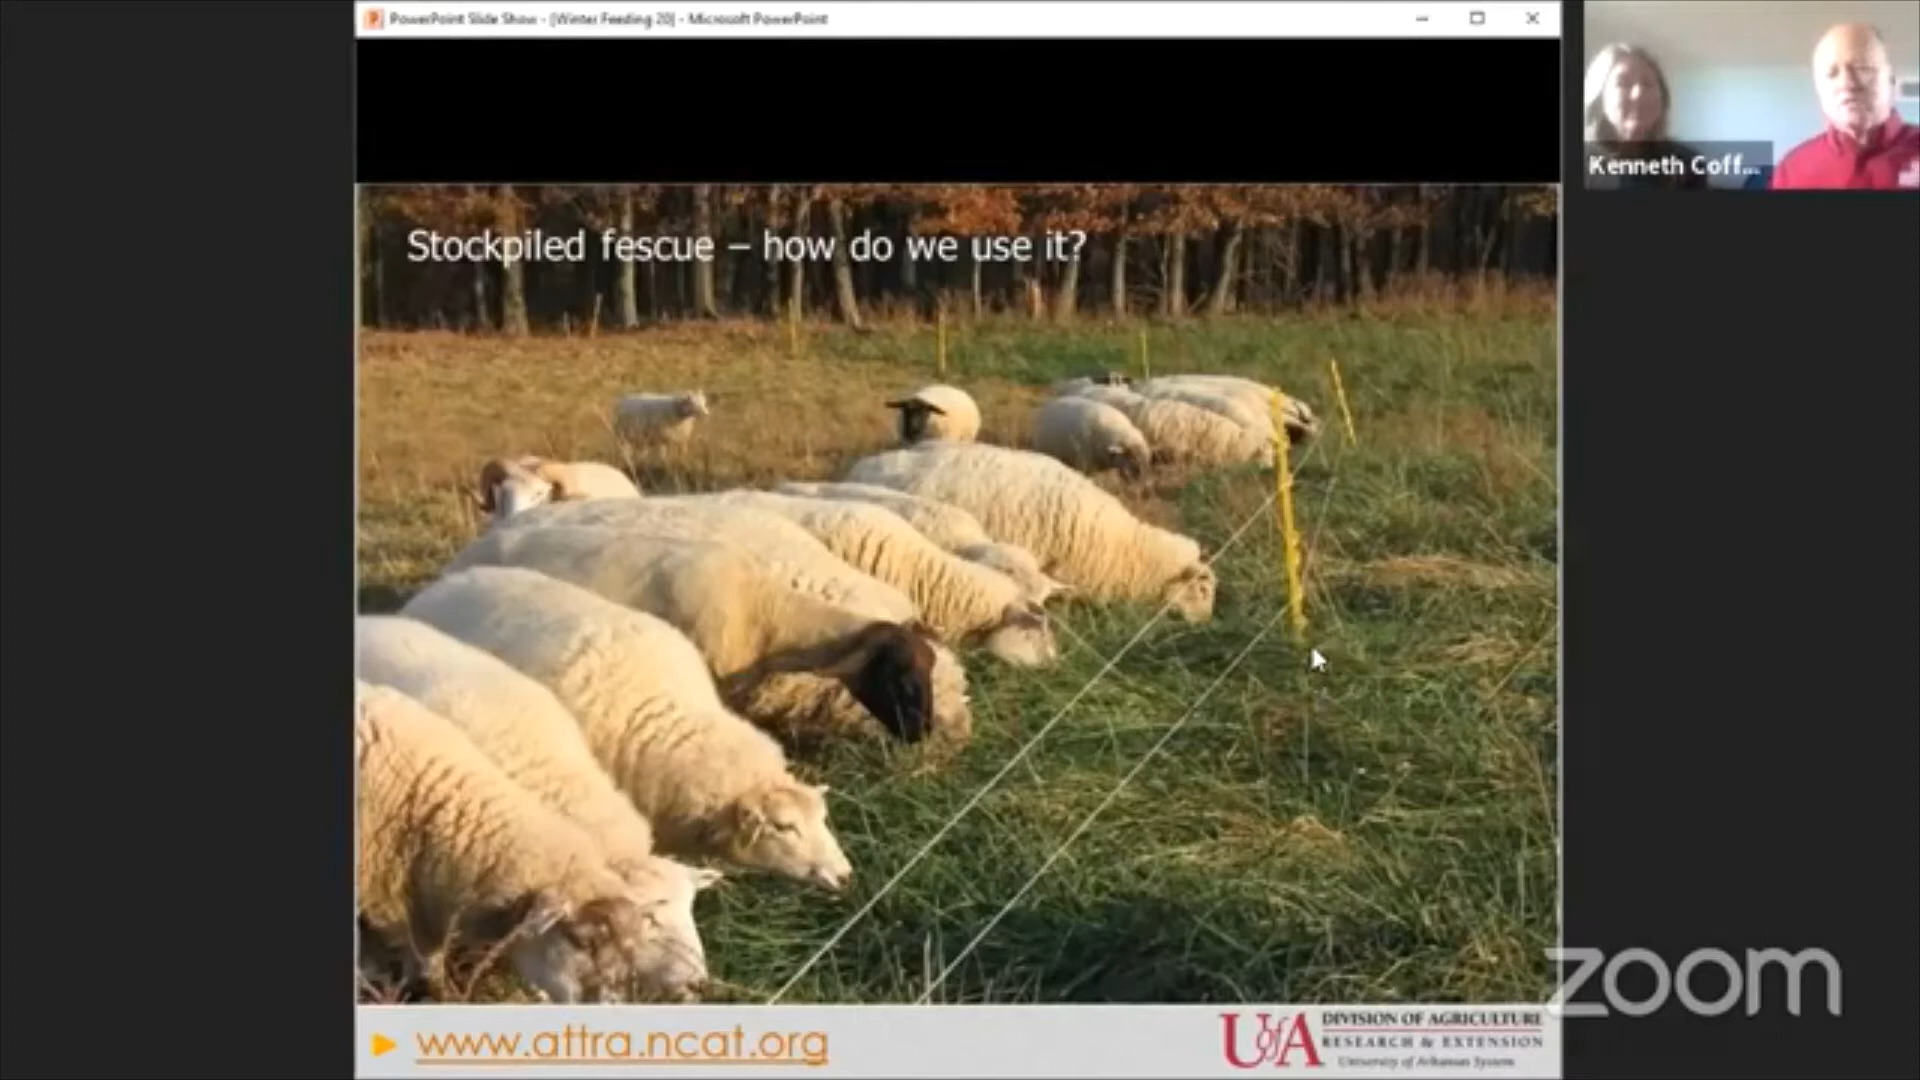 PowerPoint Slide Show - [Winter Feeding 20] - Microsoft PowerPoint
Kenneth Coff...
Stockpiled fescue – how do we use it?
zoom
www.attra.ncat.org
UofA DIVISION OF AGRICULTURE
RESEARCH & EXTENSION
University of Arkansas System